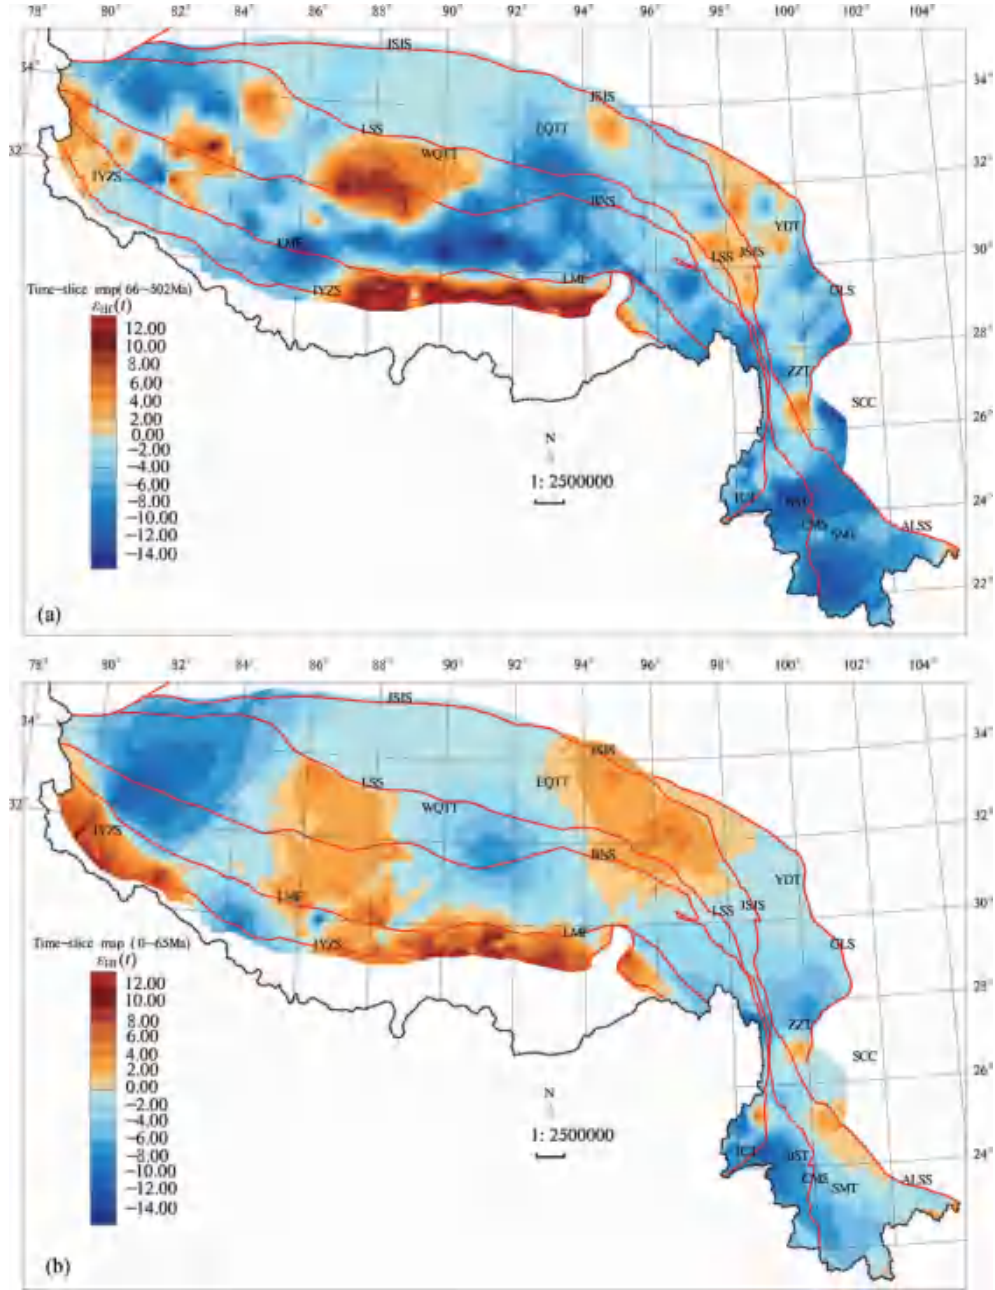 78° 80° 82° 84° 86° 88° 90° 92° 94° 96° 98° 100° 102° 104°
JSJS
34° 34°
JSJS
LSS EQTT
32° WQTT 32°
IYZS BNS
YDT
30°
LSS JSJS
LMF
LMF GLS
IYZS
28°
Time-slice map(66~502Ma)
εHf(t)
12.00
10.00
8.00
6.00
4.00
2.00
0.00
-2.00
-4.00
-6.00
-8.00
-10.00
-12.00
-14.00
ZZT
26°
SCC
N
1: 2500000
24°
TCT BST
CMS SMT ALSS
22°
(a)
78° 80° 82° 84° 86° 88° 90° 92° 94° 96° 98° 100° 102° 104°
JSJS
34° 34°
JSJS
LSS EQTT
32° WQTT 32°
IYZS
BNS
YDT
30°
LMF LSS JSJS
LMF GLS
IYZS
28°
Time-slice map (0~65Ma)
εHf(t)
12.00
10.00
8.00
6.00
4.00
2.00
0.00
-2.00
-4.00
-6.00
-8.00
-10.00
-12.00
-14.00
ZZT
SCC
26°
N
1: 2500000
24°
TCT BST
CMS SMT ALSS
(b)